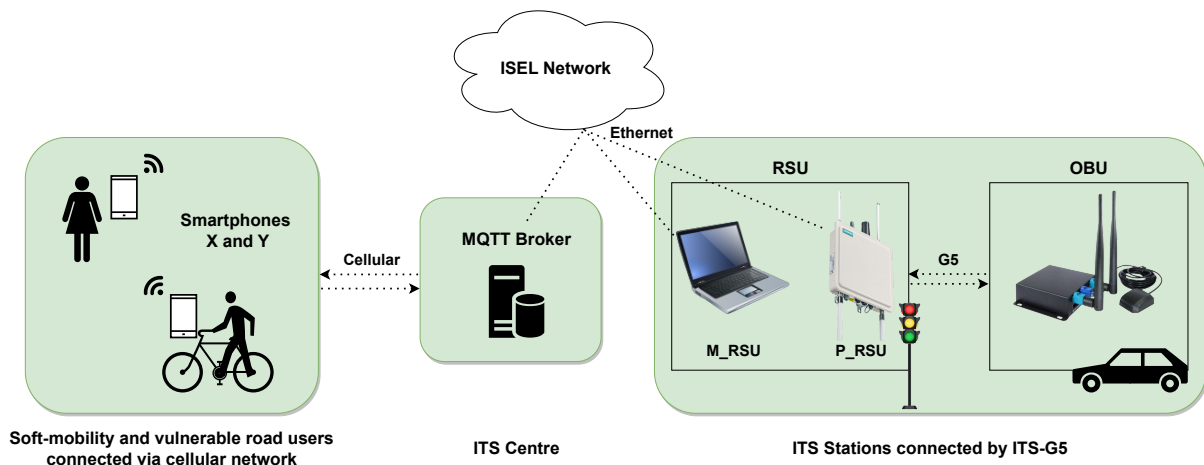 ISEL Network
Ethernet
RSU
OBU
Smartphones
X and Y
MQTT Broker
Cellular
G5
M_RSU
P_RSU
Soft-mobility and vulnerable road users
connected via cellular network
ITS Centre
ITS Stations connected by ITS-G5